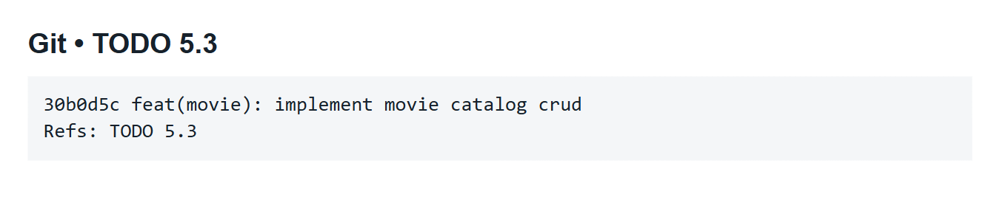 Git • TODO 5.3
30b0d5c feat(movie): implement movie catalog crud
Refs: TODO 5.3